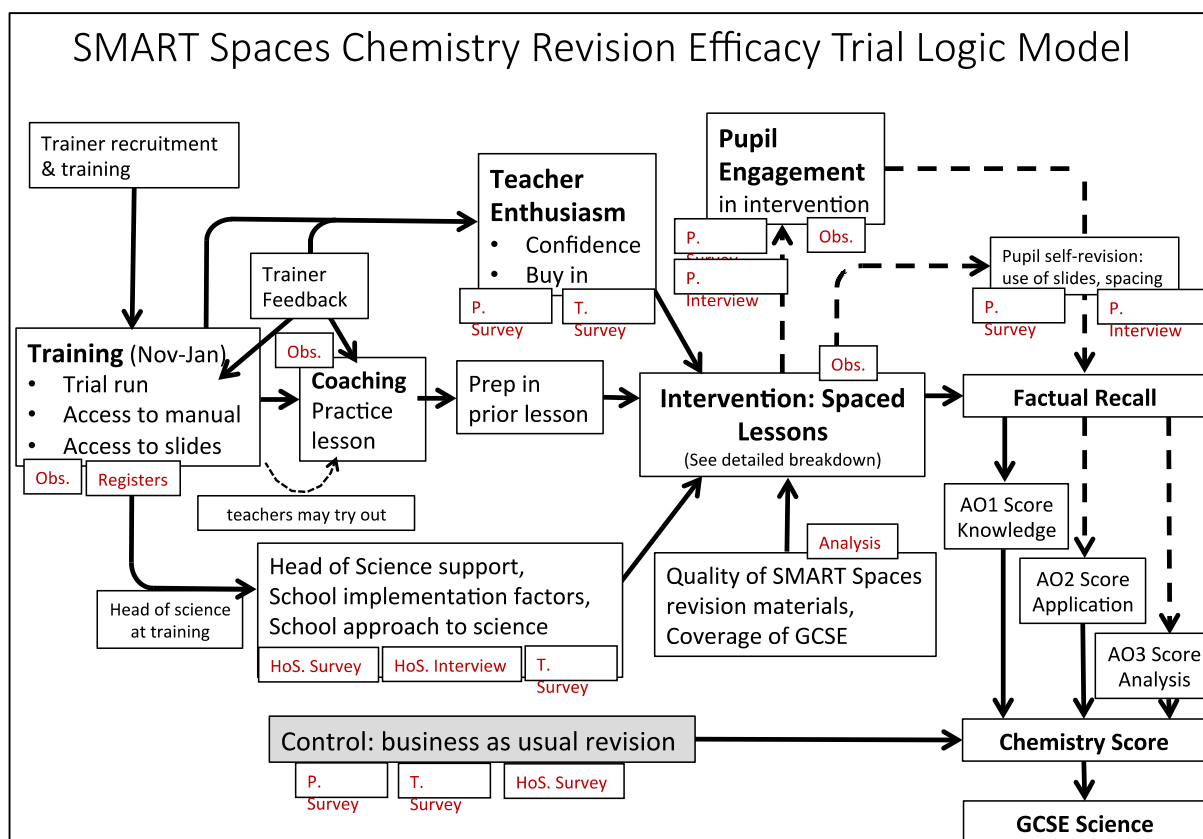 SMART Spaces Chemistry Revision Efficacy Trial Logic Model
Trainer recruitment
& training
Teacher
Enthusiasm
• Confidence
• Buy in
P.
Survey
T.
Survey
Pupil
Engagement
in intervention
P.
Survey
Obs.
P.
Interview
Pupil self-revision:
use of slides, spacing
P.
Survey
P.
Interview
Trainer
Feedback
Training (Nov-Jan)
• Trial run
• Access to manual
• Access to slides
Obs.
Registers
Obs.
Coaching
Practice
lesson
teachers may try out
Prep in
prior lesson
Obs.
Intervention: Spaced
Lessons
(See detailed breakdown)
Factual Recall
AO1 Score
Knowledge
AO2 Score
Application
AO3 Score
Analysis
Head of science
at training
Head of Science support,
School implementation factors,
School approach to science
HoS. Survey
HoS. Interview
T.
Survey
Analysis
Quality of SMART Spaces
revision materials,
Coverage of GCSE
Control: business as usual revision
P.
Survey
T.
Survey
HoS. Survey
Chemistry Score
GCSE Science